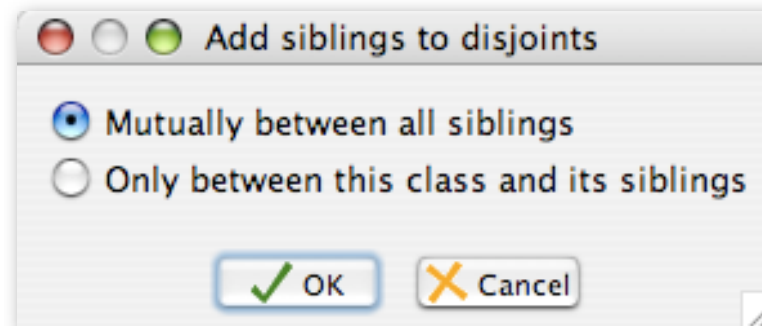 Add siblings to disjoints
Mutually between all siblings
Only between this class and its siblings
OK Cancel